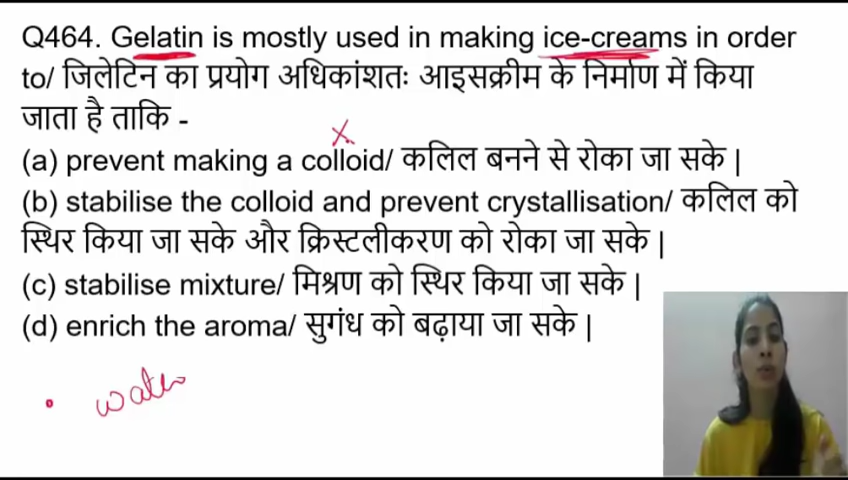 Q464. Gelatin is mostly used in making ice-creams in order
to/ जिलेटिन का प्रयोग अधिकांशतः आइसक्रीम के निर्माण में किया
जाता है ताकि -
(a) prevent making a colloid/ कलिल बनने से रोका जा सके |
(b) stabilise the colloid and prevent crystallisation/ कलिल को
स्थिर किया जा सके और क्रिस्टलीकरण को रोका जा सके |
(c) stabilise mixture/ मिश्रण को स्थिर किया जा सके |
(d) enrich the aroma/ सुगंध को बढ़ाया जा सके |
water